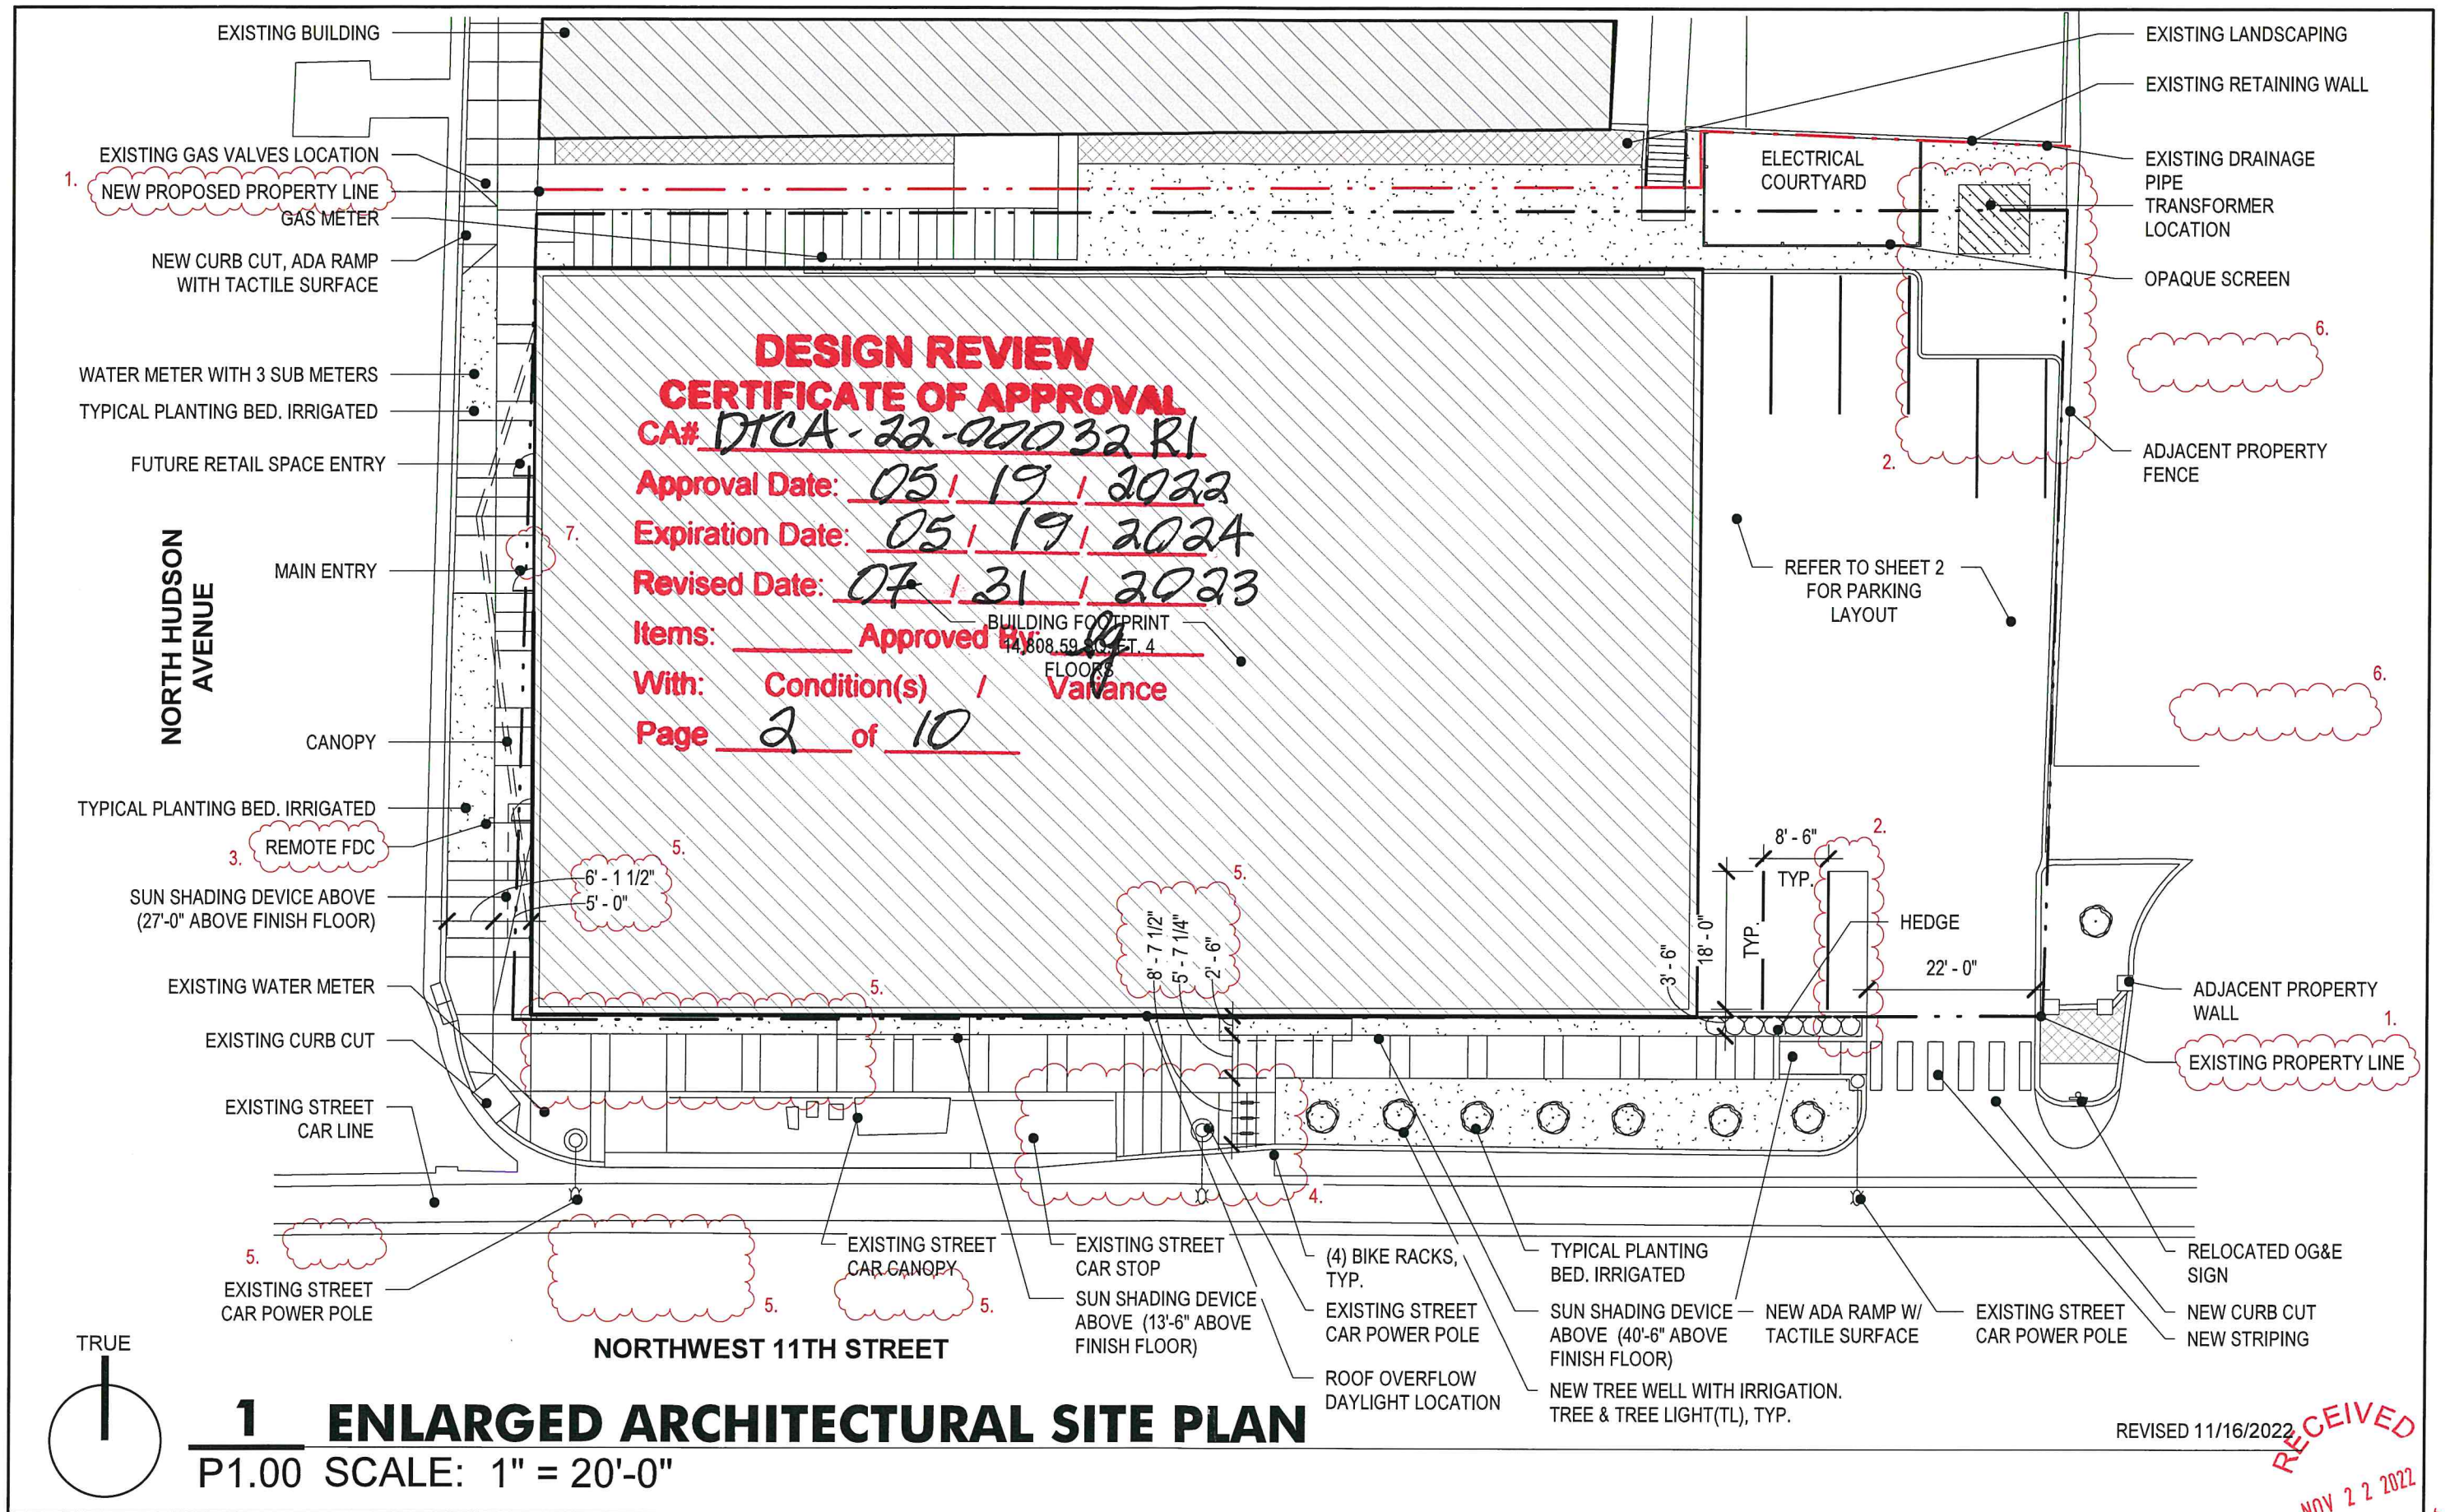 EXISTING BUILDING
EXISTING GAS VALVES LOCATION
1.
NEW PROPOSED PROPERTY LINE
GAS METER
NEW CURB CUT, ADA RAMP
WITH TACTILE SURFACE
WATER METER WITH 3 SUB METERS
TYPICAL PLANTING BED. IRRIGATED
FUTURE RETAIL SPACE ENTRY
NORTH HUDSON
AVENUE
MAIN ENTRY
7.
CANOPY
TYPICAL PLANTING BED. IRRIGATED
3.
REMOTE FDC
SUN SHADING DEVICE ABOVE
(27'-0" ABOVE FINISH FLOOR)
EXISTING WATER METER
EXISTING CURB CUT
EXISTING STREET
CAR LINE
5.
EXISTING STREET
CAR POWER POLE
DESIGN REVIEW
CERTIFICATE OF APPROVAL
CA# DTCA-22-00032 R1
Approval Date: 05 / 19 / 2022
Expiration Date: 05 / 19 / 2024
Revised Date: 07 / 31 / 2023
BUILDING FOOTPRINT
14,808.59 SQ. FT. 4
FLOORS
Items: Approved By:
With: Condition(s) / Variance
Page 2 of 10
5.
6' - 1 1/2"
5' - 0"
5.
8' - 7 1/2"
5' - 7 1/4"
2' - 6"
5.
ELECTRICAL
COURTYARD
EXISTING LANDSCAPING
EXISTING RETAINING WALL
EXISTING DRAINAGE
PIPE
TRANSFORMER
LOCATION
OPAQUE SCREEN
6.
2.
ADJACENT PROPERTY
FENCE
REFER TO SHEET 2
FOR PARKING
LAYOUT
6.
8' - 6"
TYP.
2.
18' - 0"
TYP.
3' - 6"
HEDGE
22' - 0"
ADJACENT PROPERTY
WALL
1.
EXISTING PROPERTY LINE
4.
5.
5.
EXISTING STREET
CAR CANOPY
EXISTING STREET
CAR STOP
SUN SHADING DEVICE
ABOVE (13'-6" ABOVE
FINISH FLOOR)
(4) BIKE RACKS,
TYP.
EXISTING STREET
CAR POWER POLE
ROOF OVERFLOW
DAYLIGHT LOCATION
TYPICAL PLANTING
BED. IRRIGATED
SUN SHADING DEVICE
ABOVE (40'-6" ABOVE
FINISH FLOOR)
NEW TREE WELL WITH IRRIGATION.
TREE & TREE LIGHT(TL), TYP.
NEW ADA RAMP W/
TACTILE SURFACE
EXISTING STREET
CAR POWER POLE
RELOCATED OG&E
SIGN
NEW CURB CUT
NEW STRIPING
NORTHWEST 11TH STREET
TRUE
1 ENLARGED ARCHITECTURAL SITE PLAN
P1.00 SCALE: 1" = 20'-0"
REVISED 11/16/2022
RECEIVED
NOV 22 2022